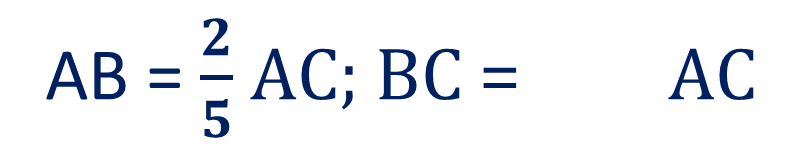 AB = 2/5 AC; BC = AC